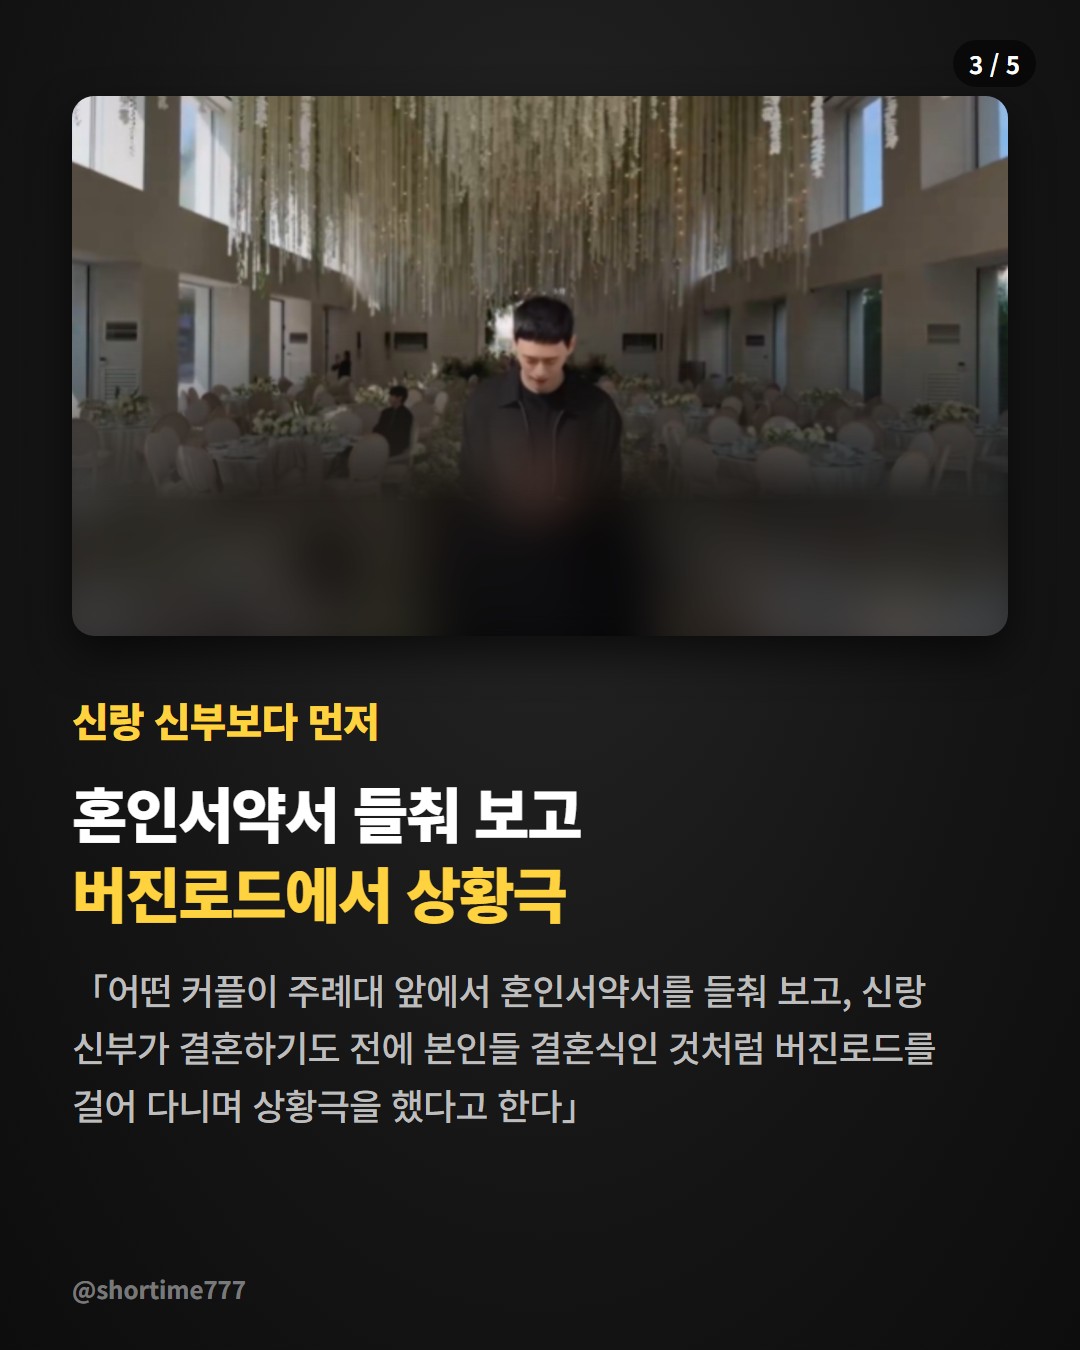 3 / 5
신랑 신부보다 먼저
혼인서약서 들춰 보고
버진로드에서 상황극
「어떤 커플이 주례대 앞에서 혼인서약서를 들춰 보고, 신랑
신부가 결혼하기도 전에 본인들 결혼식인 것처럼 버진로드를
걸어 다니며 상황극을 했다고 한다」
@shortime777